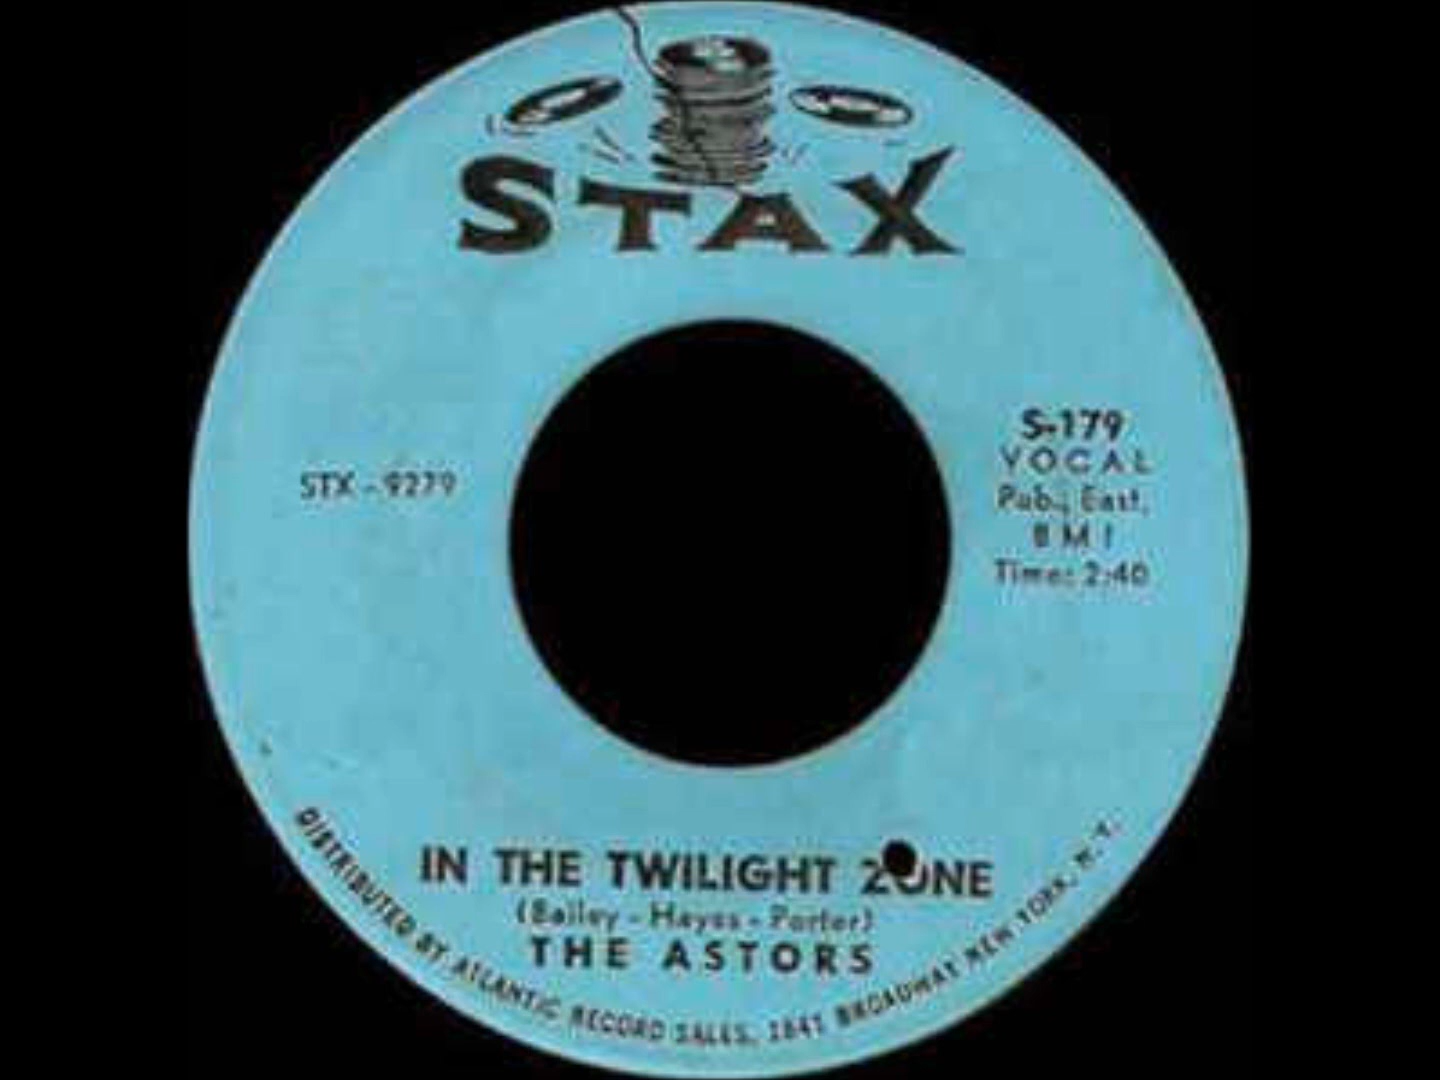 STAX
STX - 9279
S-179
VOCAL
Pub.; East,
BMI
Time: 2:40
IN THE TWILIGHT ZONE
(Bailey - Hayes - Porter)
THE ASTORS
DISTRIBUTED BY ATLANTIC RECORD SALES, 1841 BROADWAY NEW YORK, N.Y.